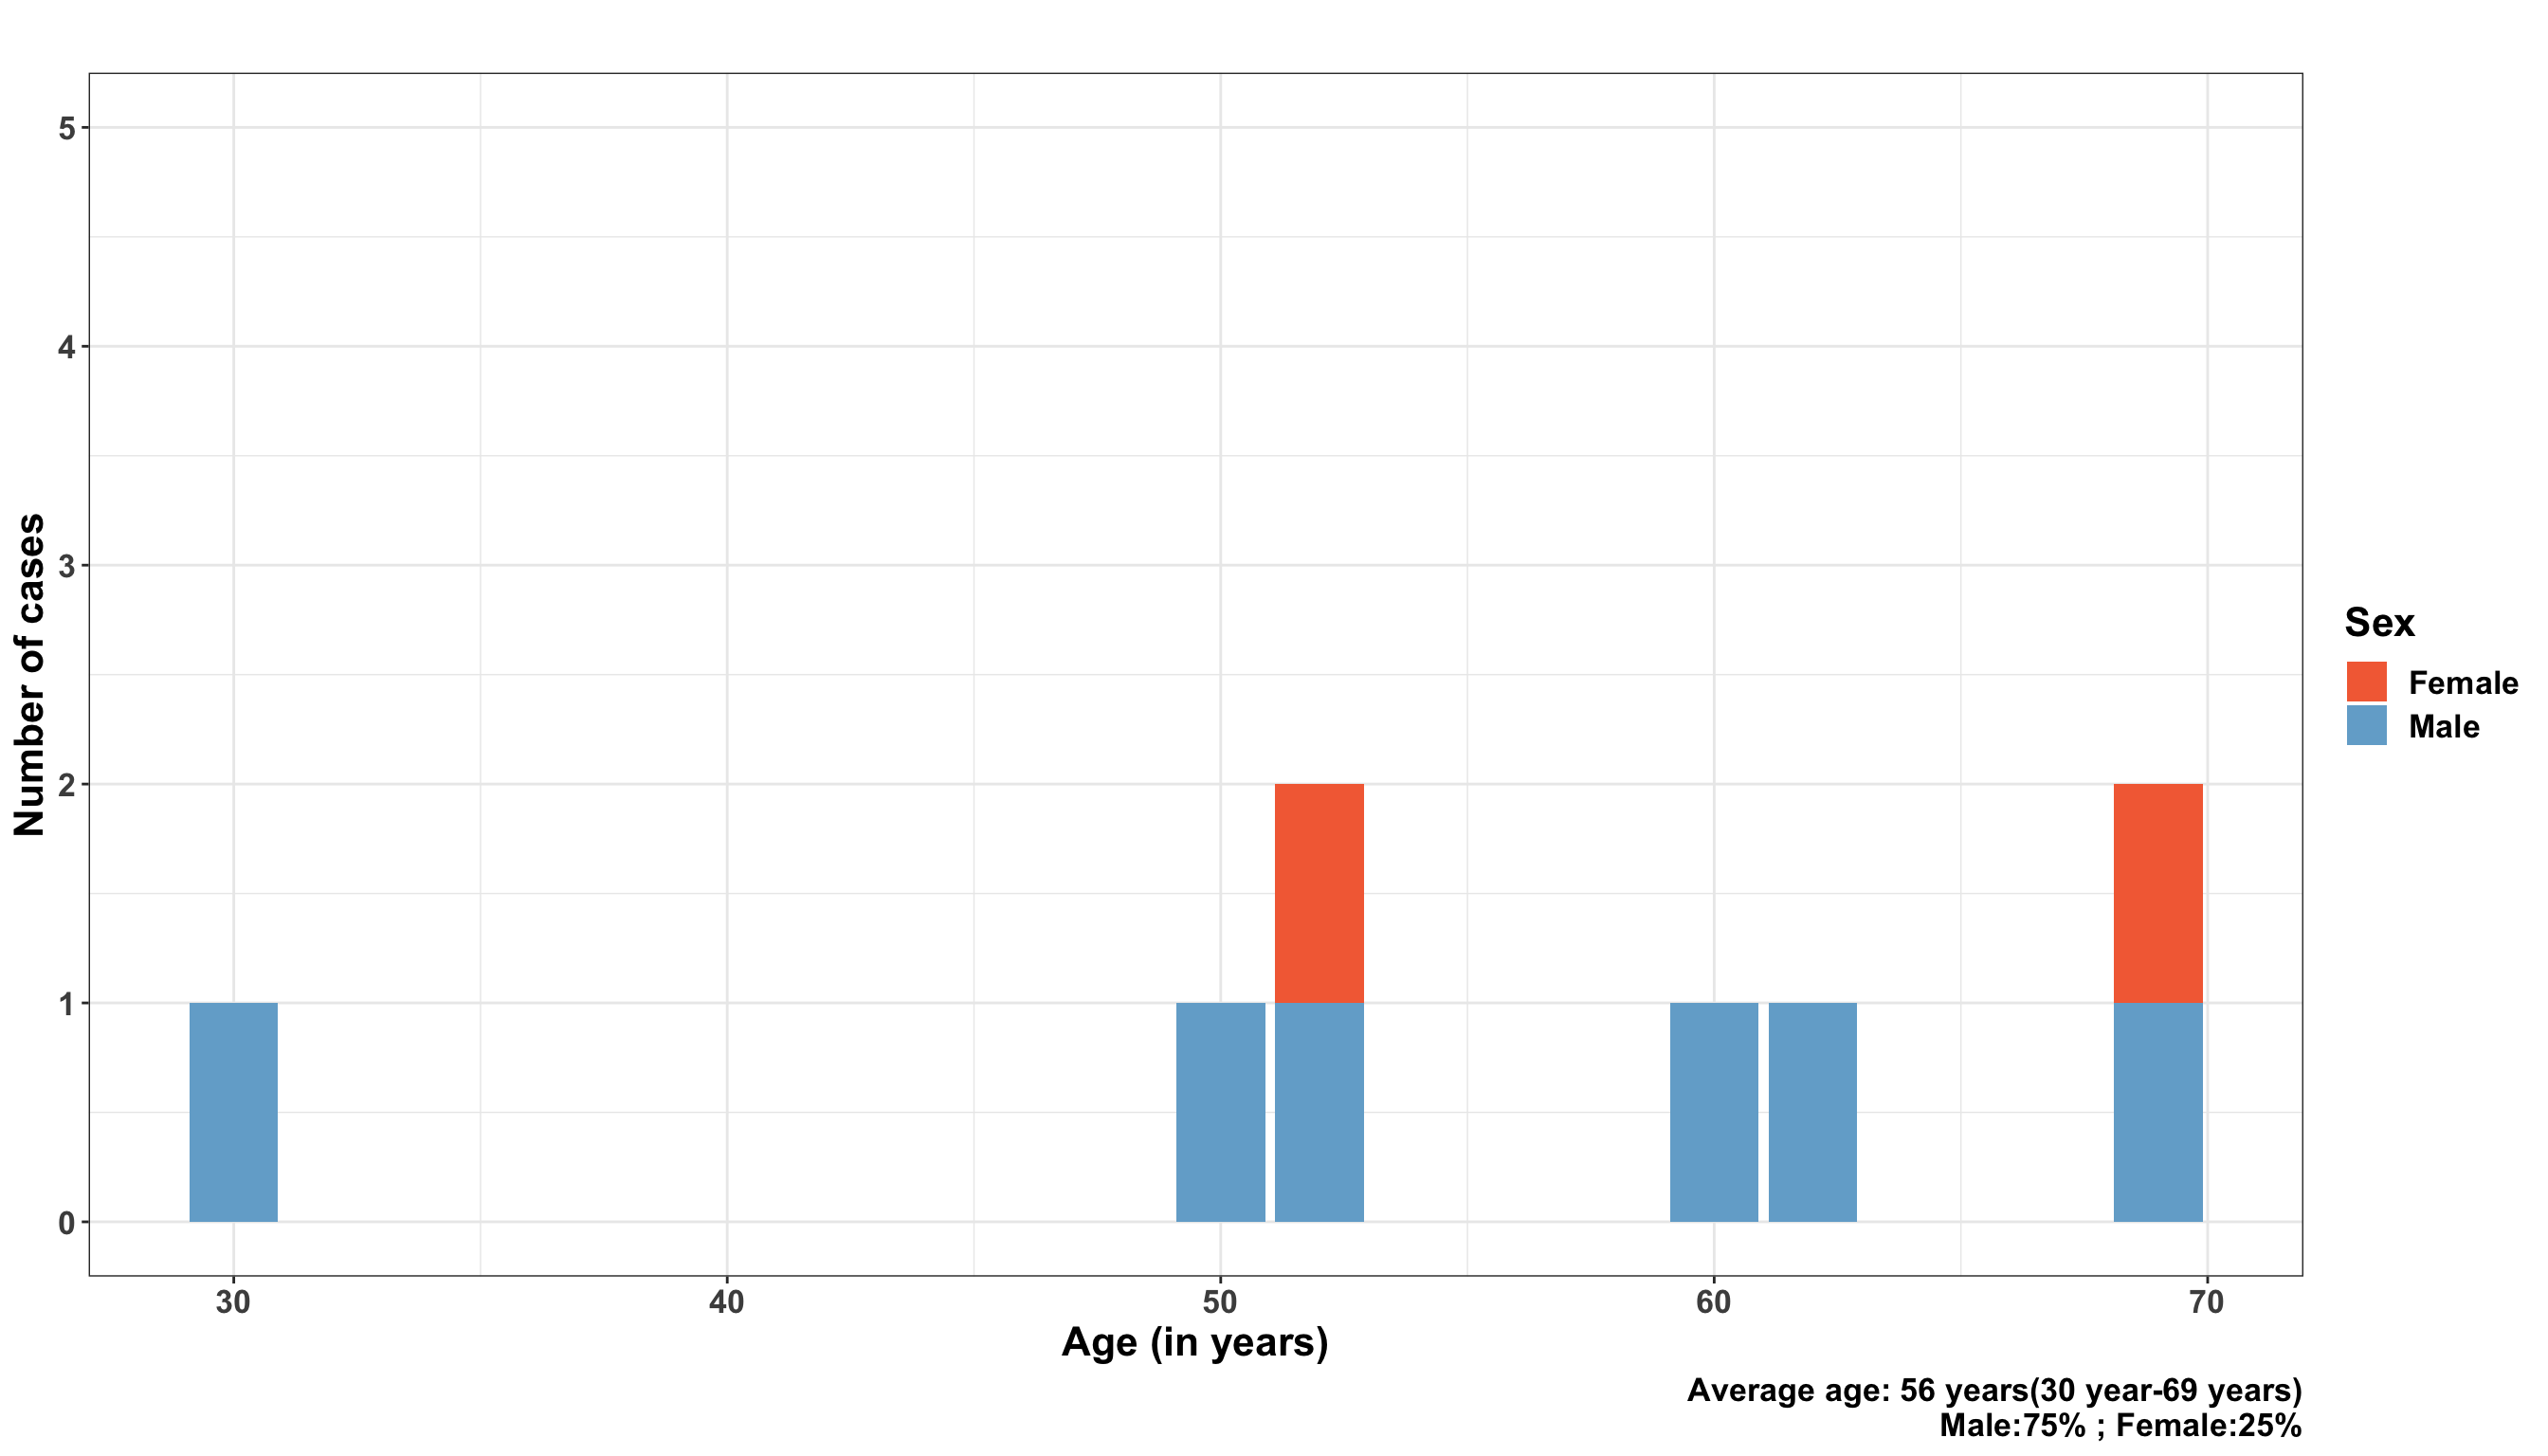 5
4
3
2
1
0
Number of cases
30 40 50 60 70
Age (in years)
Sex
Female
Male
Average age: 56 years(30 year-69 years)
Male:75% ; Female:25%